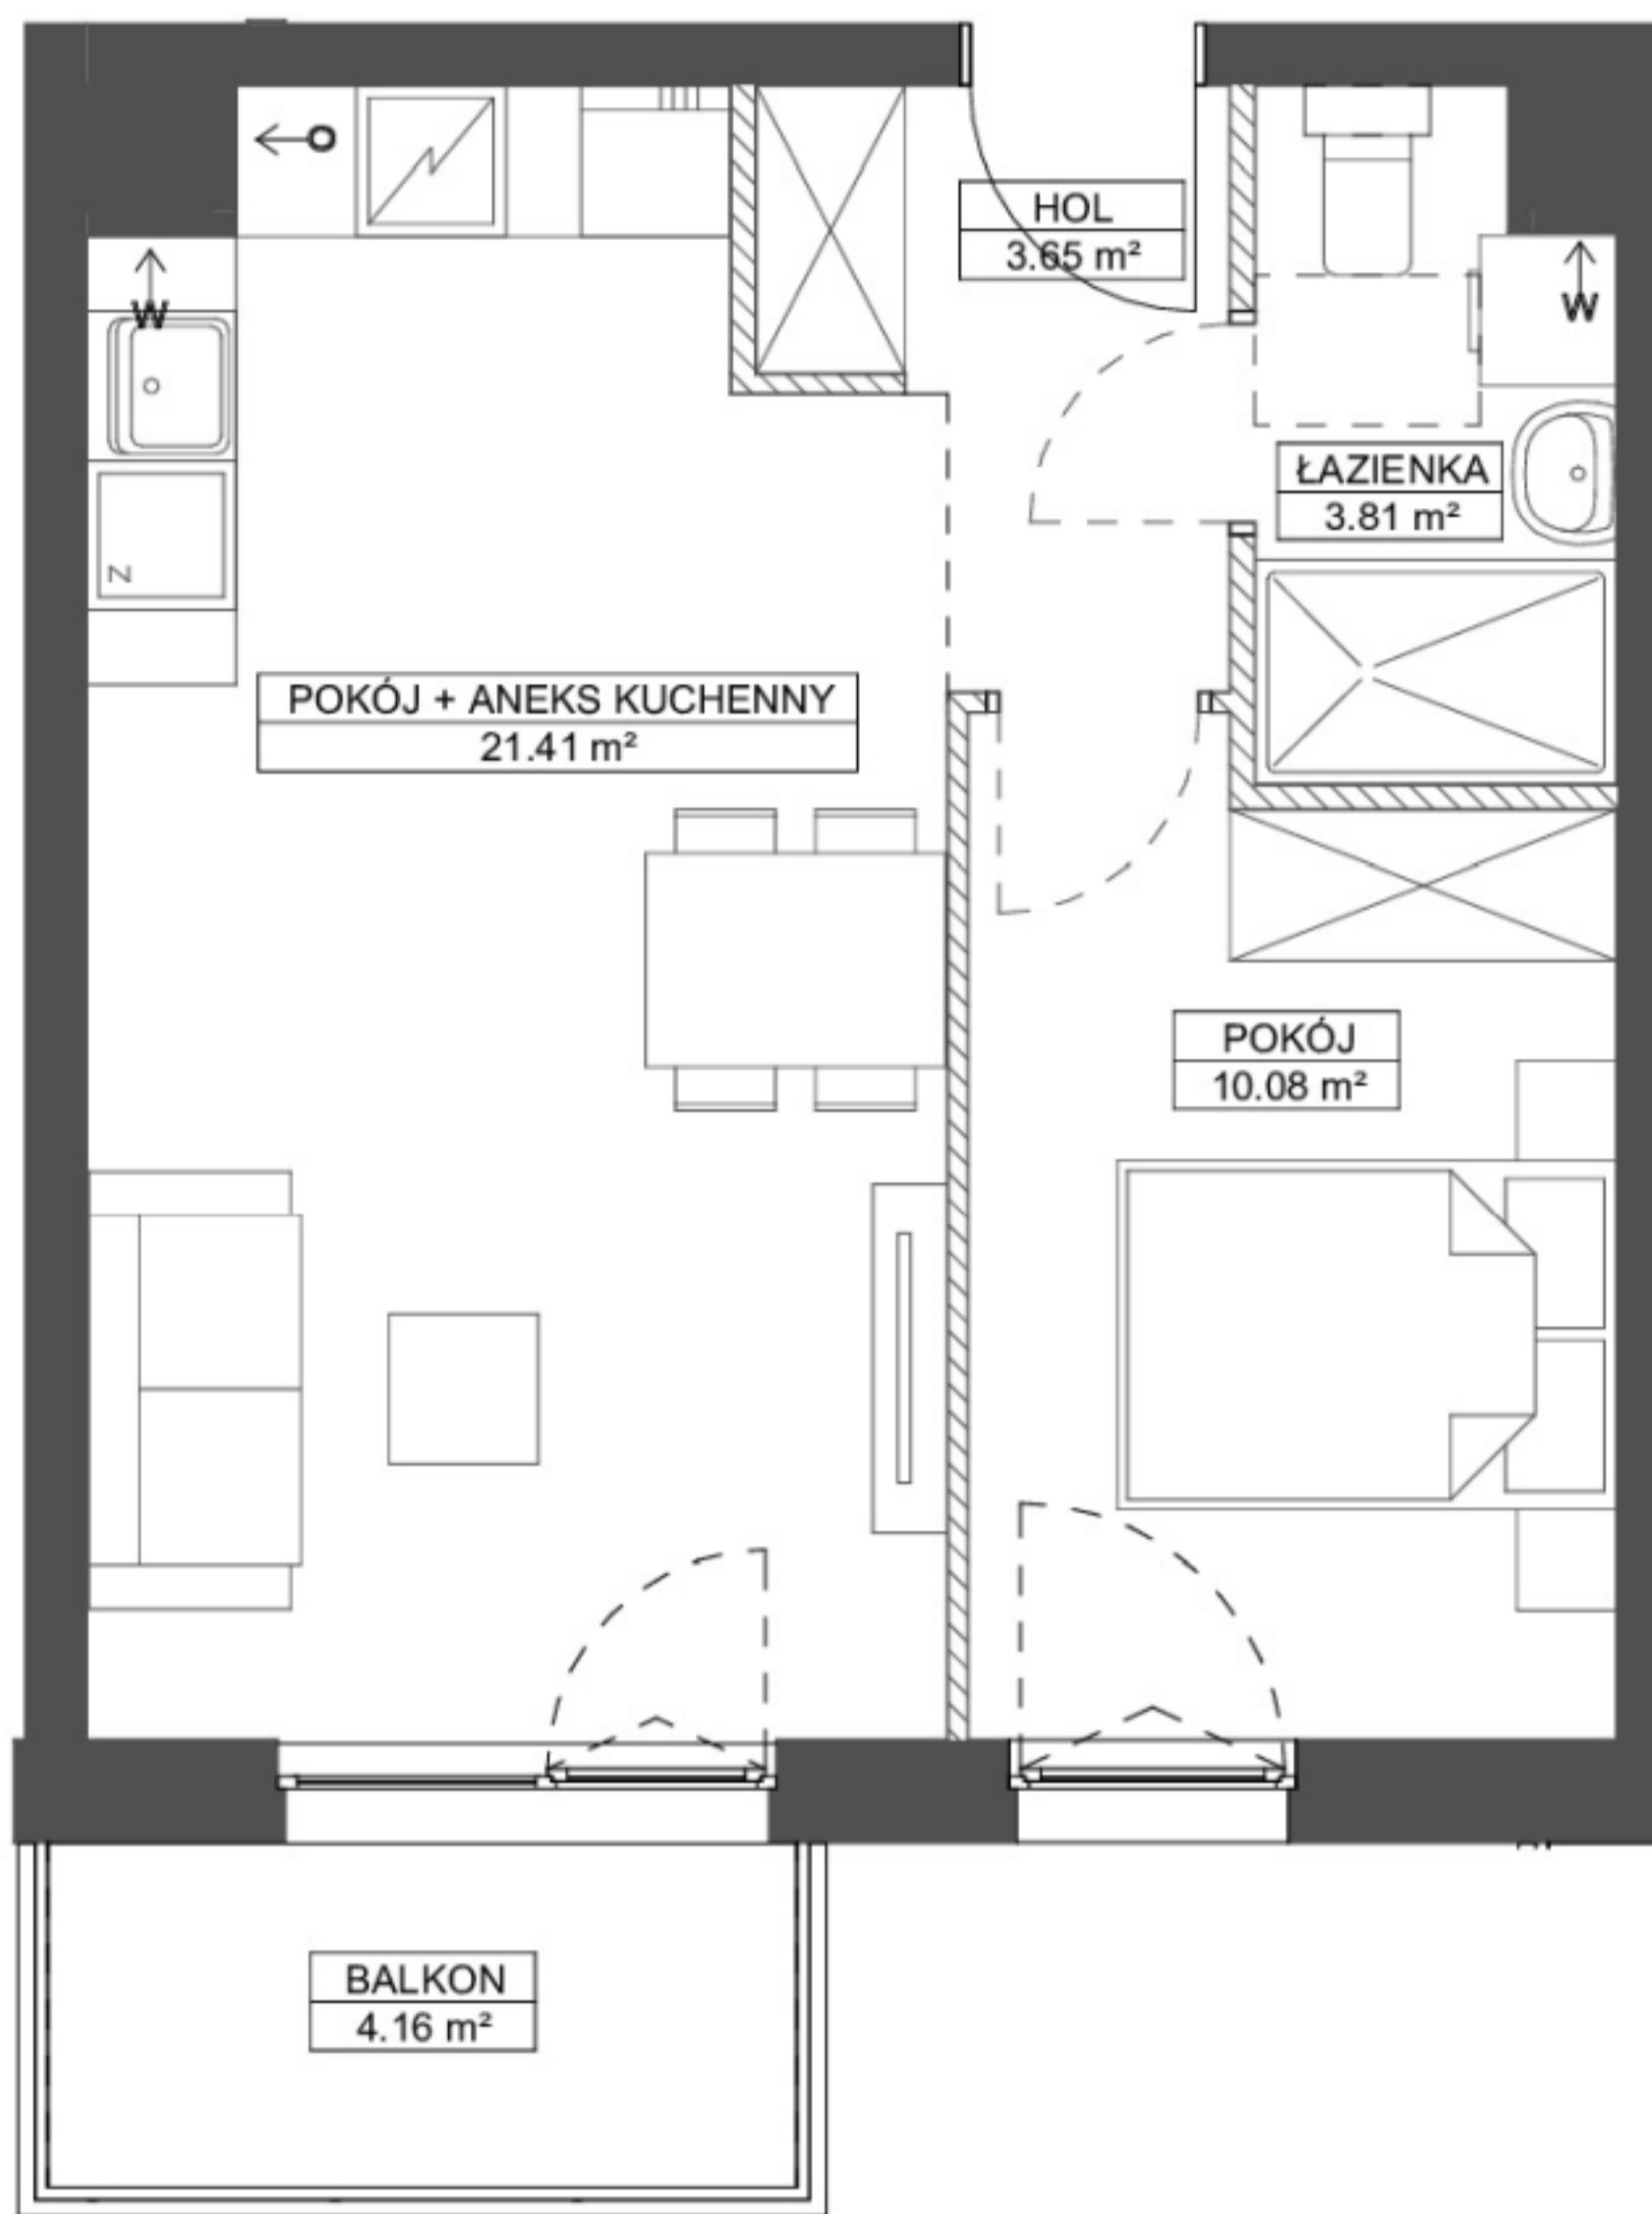 O
HOL
3.65 m²
W
W
ŁAZIENKA
3.81 m²
Z
POKÓJ + ANEKS KUCHENNY
21.41 m²
POKÓJ
10.08 m²
BALKON
4.16 m²